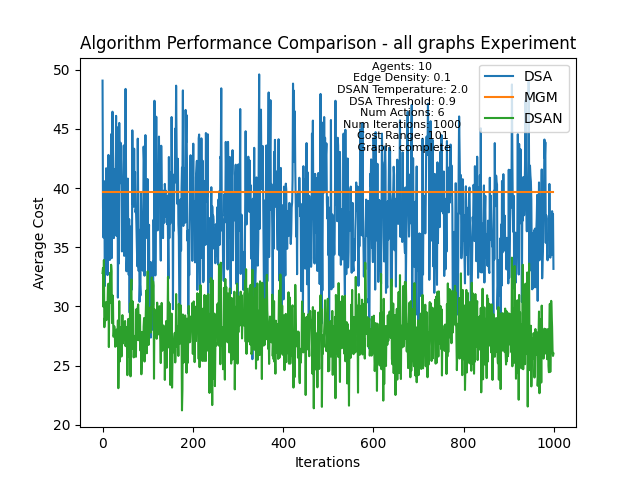 Algorithm Performance Comparison - all graphs Experiment
Agents: 10
Edge Density: 0.1
DSAN Temperature: 2.0
DSA Threshold: 0.9
Num Actions: 6
Num Iterations: 1000
Cost Range: 101
Graph: complete
DSA
MGM
DSAN
Average Cost
50
45
40
35
30
25
20
0
200
400
600
800
1000
Iterations